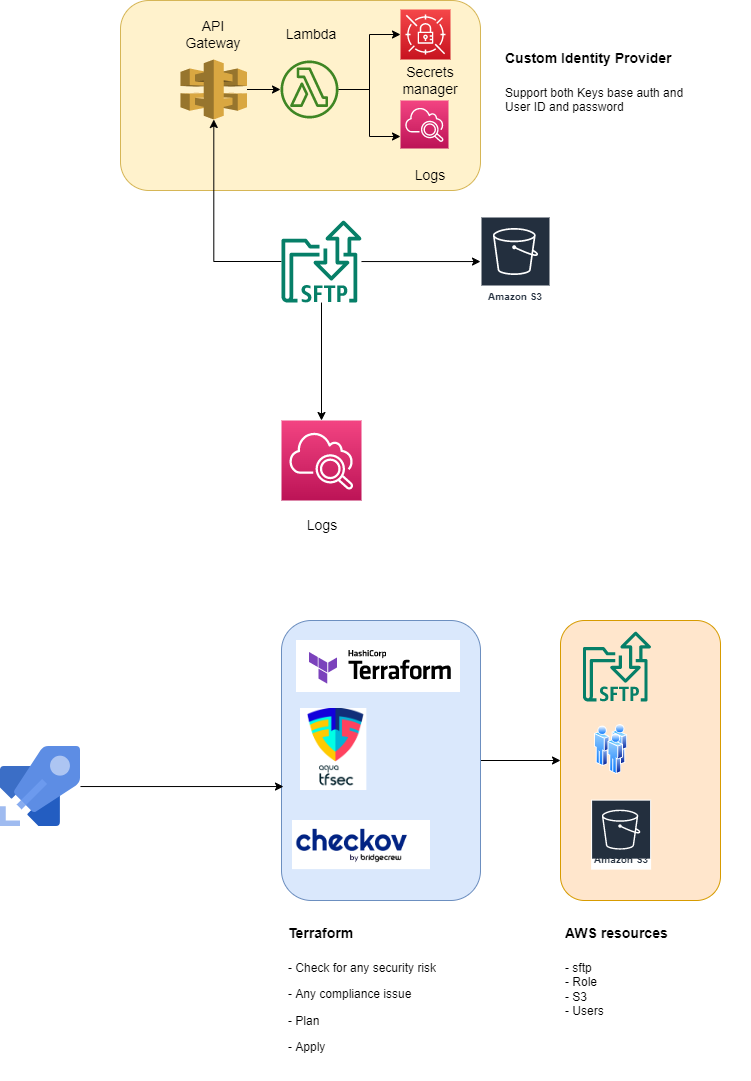 API
Gateway
Lambda
Secrets
manager
Logs
Custom Identity Provider
Support both Keys base auth and
User ID and password
SFTP
Amazon S3
Logs
HashiCorp
Terraform
aqua
tfsec
checkov
by bridgecrew
SFTP
Amazon S3
Terraform
- Check for any security risk
- Any compliance issue
- Plan
- Apply
AWS resources
- sftp
- Role
- S3
- Users